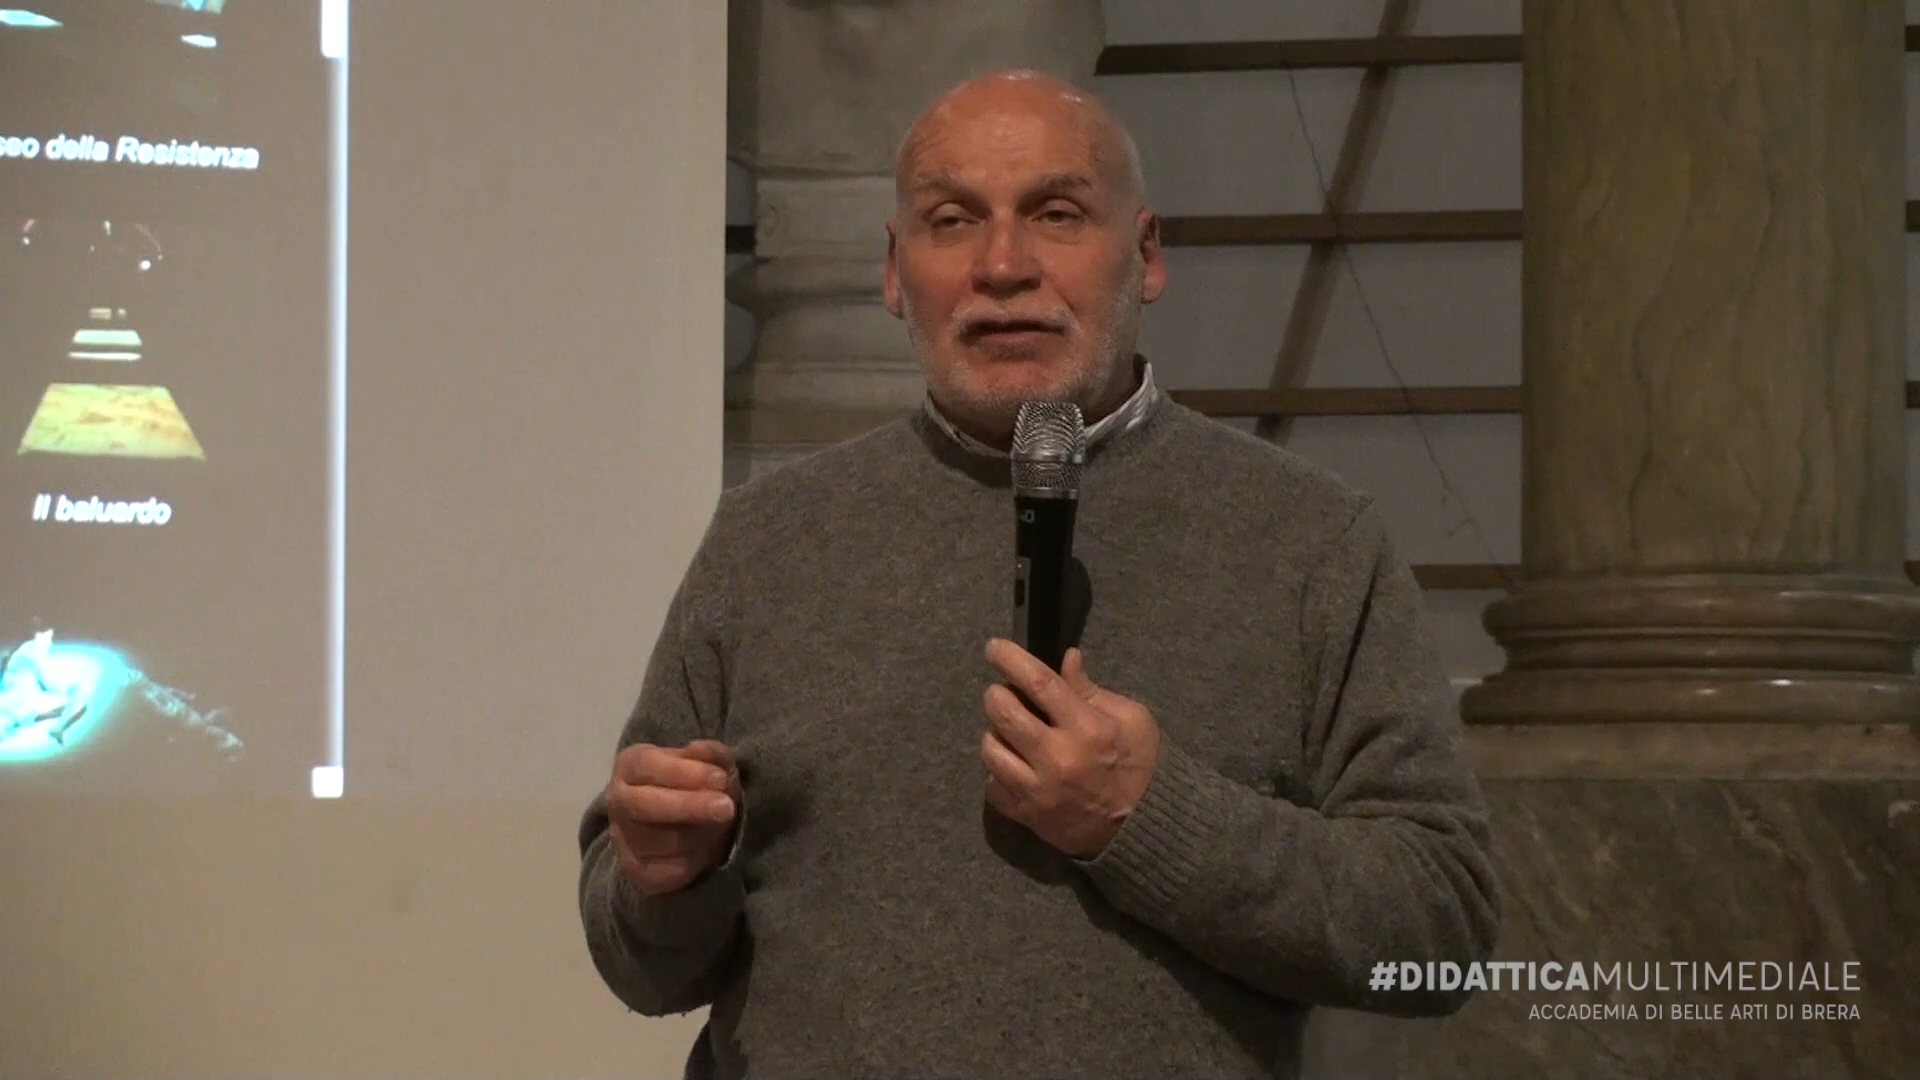 seo della Resistenza
Il baluardo
#DIDATTICAMULTIMEDIALE
ACCADEMIA DI BELLE ARTI DI BRERA